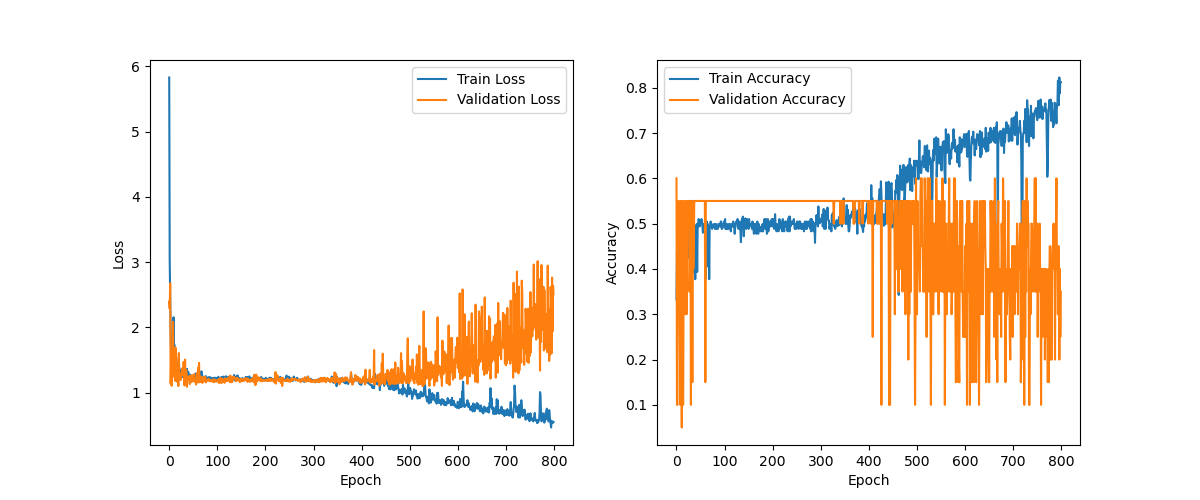 6
5
4
3
2
1
0 100 200 300 400 500 600 700 800
Epoch
Loss
Train Loss
Validation Loss
0.8
0.7
0.6
0.5
0.4
0.3
0.2
0.1
0 100 200 300 400 500 600 700 800
Epoch
Accuracy
Train Accuracy
Validation Accuracy